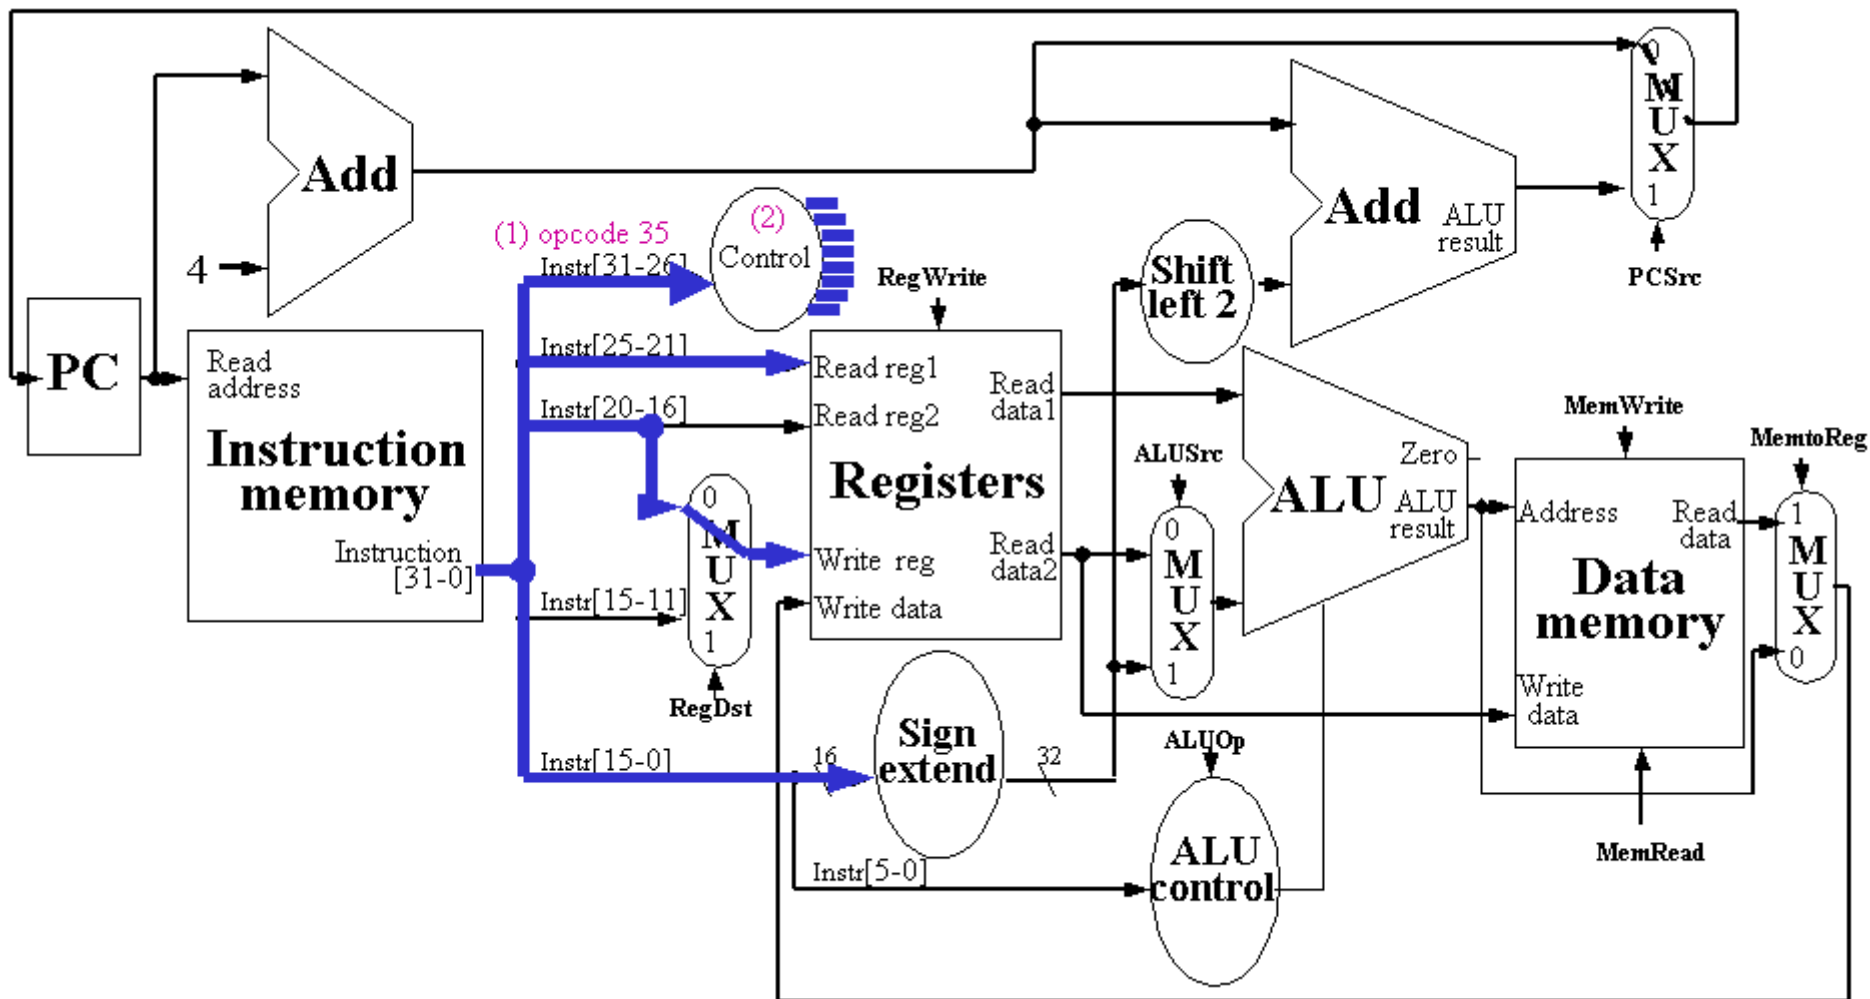 Add
4
PC
Read
address
Instruction
memory
Instruction
[31-0]
(1) opcode 35
Instr[31-26]
(2)
Control
Instr[25-21]
Instr[20-16]
Instr[15-11]
Instr[15-0]
0
M
U
X
1
RegDst
RegWrite
Read reg1
Read reg2
Registers
Write reg
Write data
Read
data1
Read
data2
Sign
extend
16
32
Instr[5-0]
ALUOp
ALU
control
Shift
left 2
Add
ALU
result
0
M
U
X
1
PCSrc
ALUSrc
0
M
U
X
1
ALU
Zero
ALU
result
MemWrite
Address
Read
data
Data
memory
Write
data
MemRead
MemtoReg
1
M
U
X
0